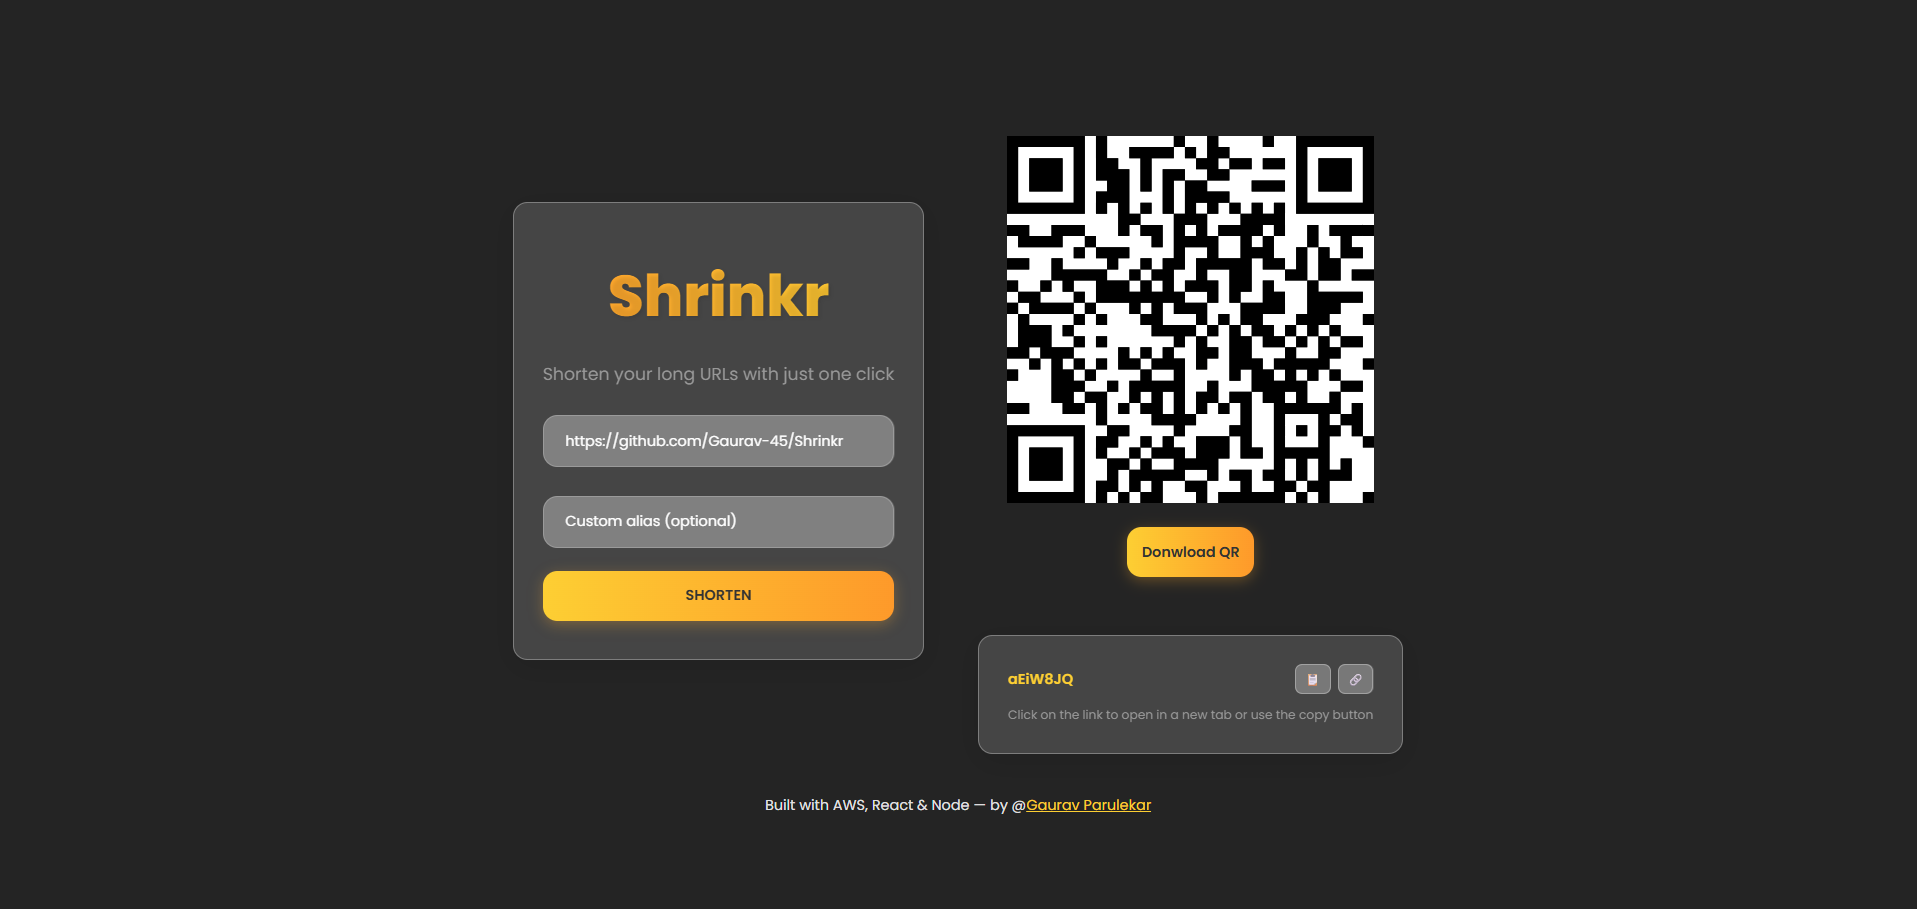 Shrinkr
Shorten your long URLs with just one click
https://github.com/Gaurav-45/Shrinkr
Custom alias (optional)
SHORTEN
Donwload QR
aEiW8JQ
Click on the link to open in a new tab or use the copy button
Built with AWS, React & Node — by @Gaurav Parulekar